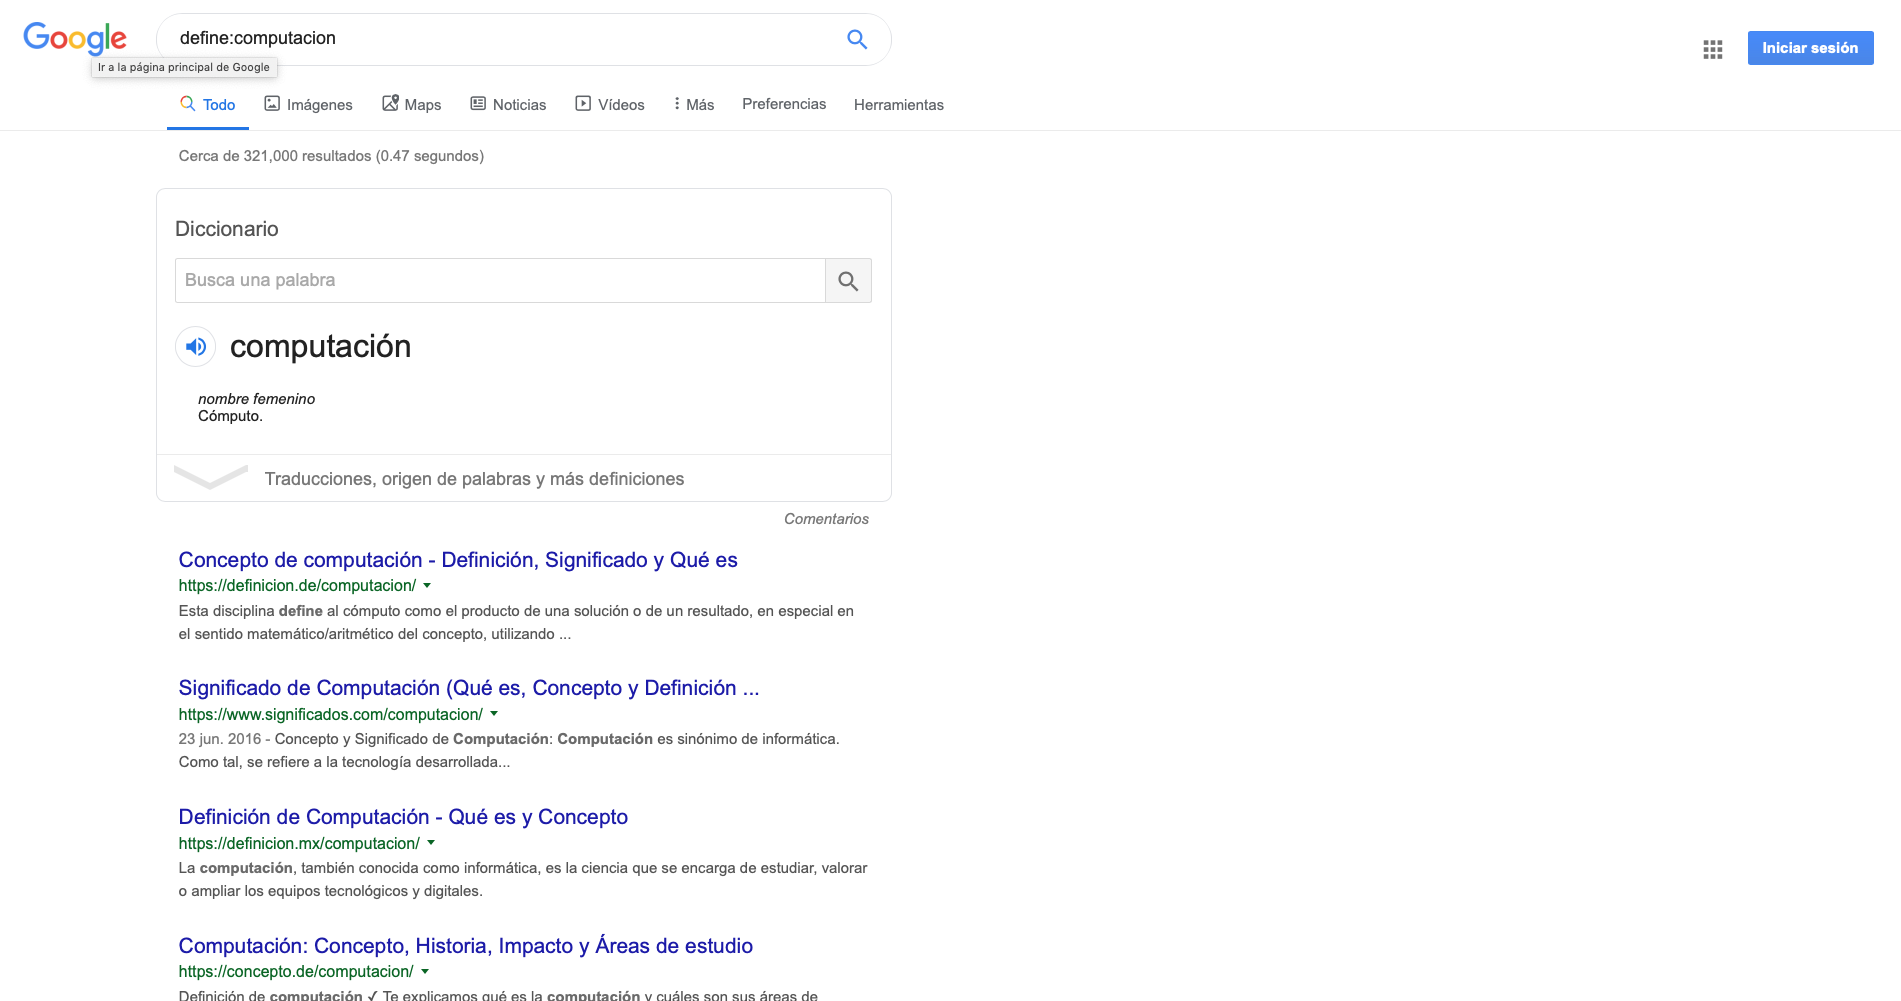 Google
define:computacion
Ir a la página principal de Google
Iniciar sesión
Todo Imágenes Maps Noticias Vídeos Más Preferencias Herramientas
Cerca de 321,000 resultados (0.47 segundos)
Diccionario
Busca una palabra
computación
nombre femenino
Cómputo.
Traducciones, origen de palabras y más definiciones
Comentarios
Concepto de computación - Definición, Significado y Qué es
https://definicion.de/computacion/
Esta disciplina define al cómputo como el producto de una solución o de un resultado, en especial en
el sentido matemático/aritmético del concepto, utilizando ...
Significado de Computación (Qué es, Concepto y Definición ...
https://www.significados.com/computacion/
23 jun. 2016 - Concepto y Significado de Computación: Computación es sinónimo de informática.
Como tal, se refiere a la tecnología desarrollada...
Definición de Computación - Qué es y Concepto
https://definicion.mx/computacion/
La computación, también conocida como informática, es la ciencia que se encarga de estudiar, valorar
o ampliar los equipos tecnológicos y digitales.
Computación: Concepto, Historia, Impacto y Áreas de estudio
https://concepto.de/computacion/
Definición de computación ✓ Te explicamos qué es la computación y cuáles son sus áreas de